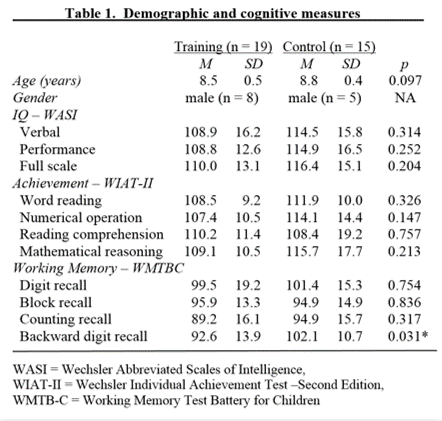 Table 1. Demographic and cognitive measures
Training (n = 19) Control (n = 15)
M SD M SD p
Age (years) 8.5 0.5 8.8 0.4 0.097
Gender male (n = 8) male (n = 5) NA
IQ – WASI
Verbal 108.9 16.2 114.5 15.8 0.314
Performance 108.8 12.6 114.9 16.5 0.252
Full scale 110.0 13.1 116.4 15.1 0.204
Achievement – WIAT-II
Word reading 108.5 9.2 111.9 10.0 0.326
Numerical operation 107.4 10.5 114.1 14.4 0.147
Reading comprehension 110.2 11.4 108.4 19.2 0.757
Mathematical reasoning 109.1 10.5 115.7 17.7 0.213
Working Memory – WMTBC
Digit recall 99.5 19.2 101.4 15.3 0.754
Block recall 95.9 13.3 94.9 14.9 0.836
Counting recall 89.2 16.1 94.9 15.7 0.317
Backward digit recall 92.6 13.9 102.1 10.7 0.031*
WASI = Wechsler Abbreviated Scales of Intelligence,
WIAT-II = Wechsler Individual Achievement Test –Second Edition,
WMTB-C = Working Memory Test Battery for Children